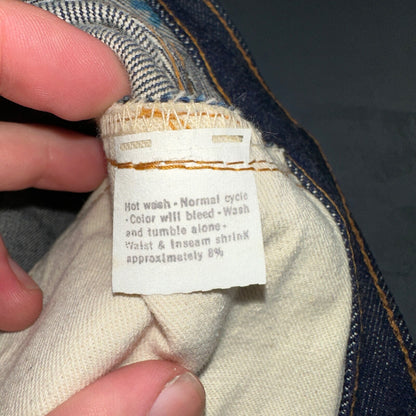 Hot wash - Normal cycle
- Color will bleed - Wash
and tumble alone -
Waist & Inseam shrink
approximately 8%